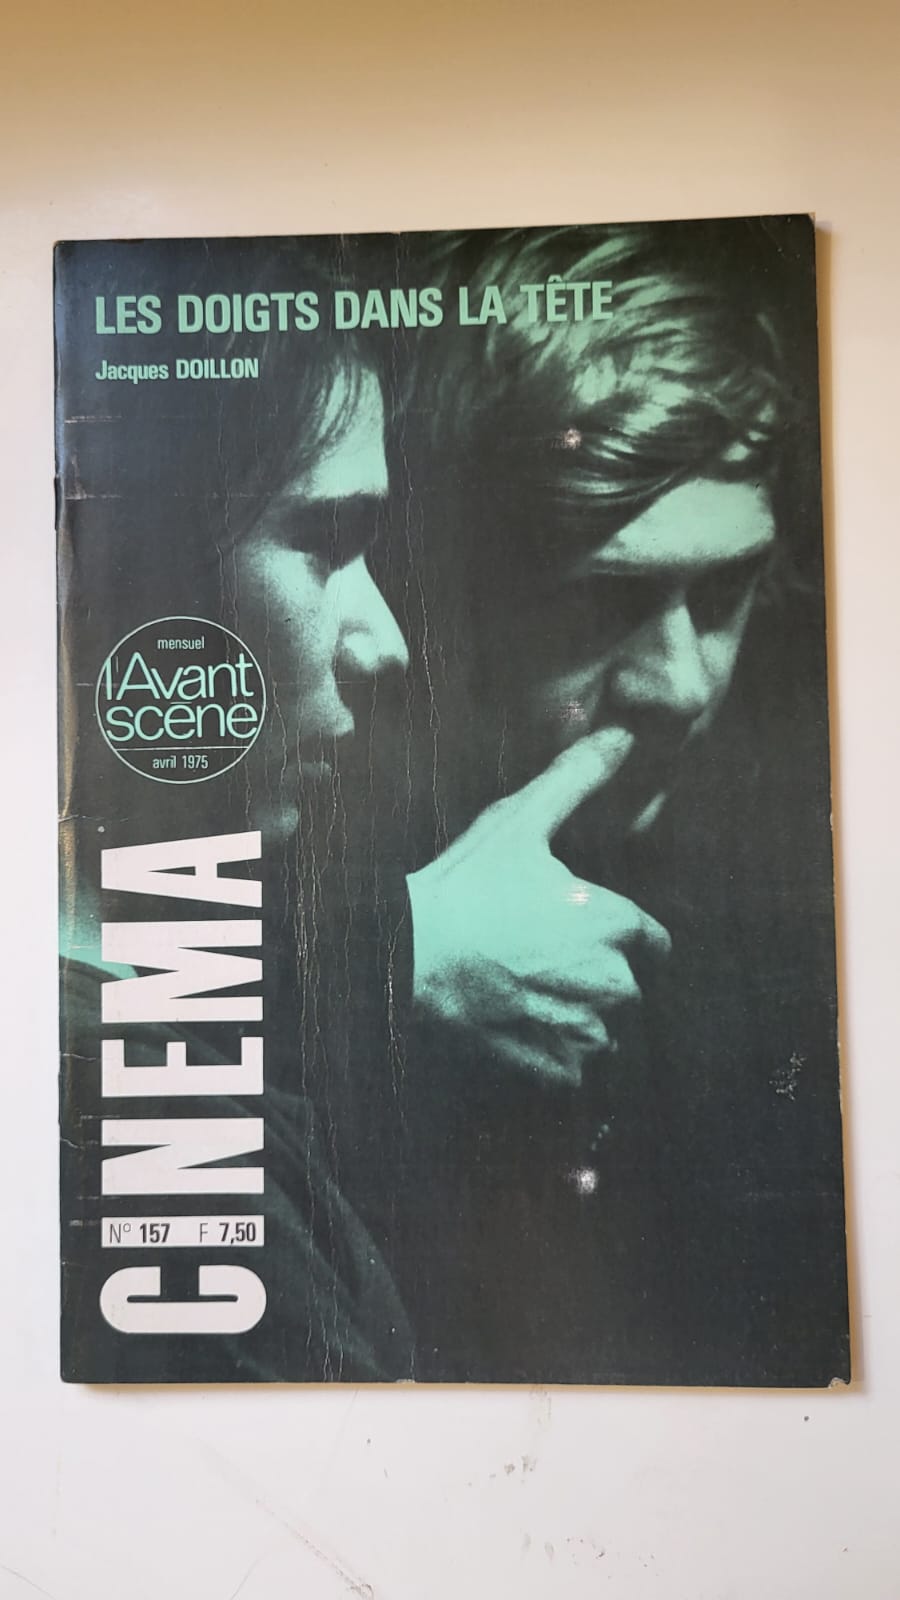 LES DOIGTS DANS LA TÊTE
Jacques DOILLON
mensuel
l'Avant
scène
avril 1975
CINEMA
N° 157 F 7,50